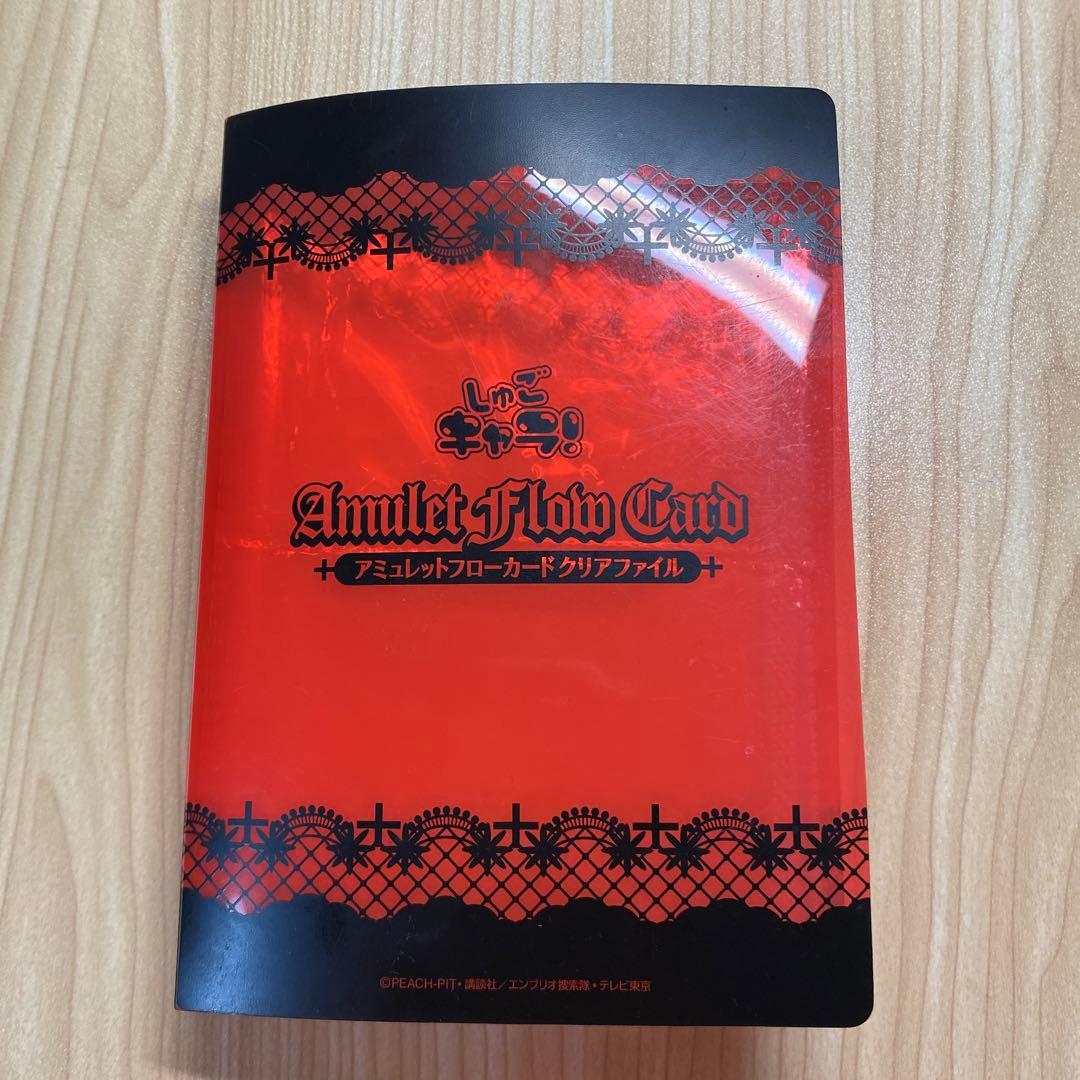 しゅご
キャラ!
Amulet Flow Card
アミュレットフローカード クリアファイル
©PEACH-PIT・講談社/エンブリオ捜索隊・テレビ東京